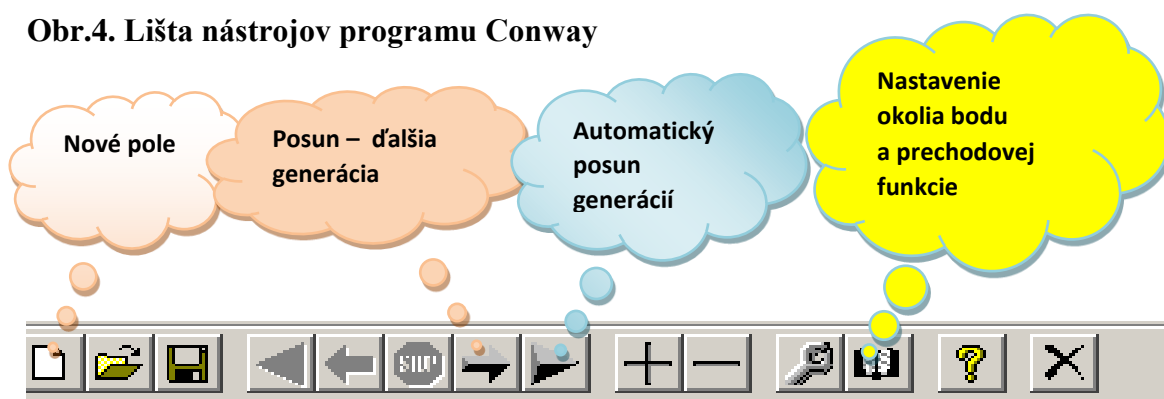 Obr.4. Lišta nástrojov programu Conway
Nové pole
Posun – ďalšia
generácia
Automatický
posun
generácií
Nastavenie
okolia bodu
a prechodovej
funkcie
STOP
?